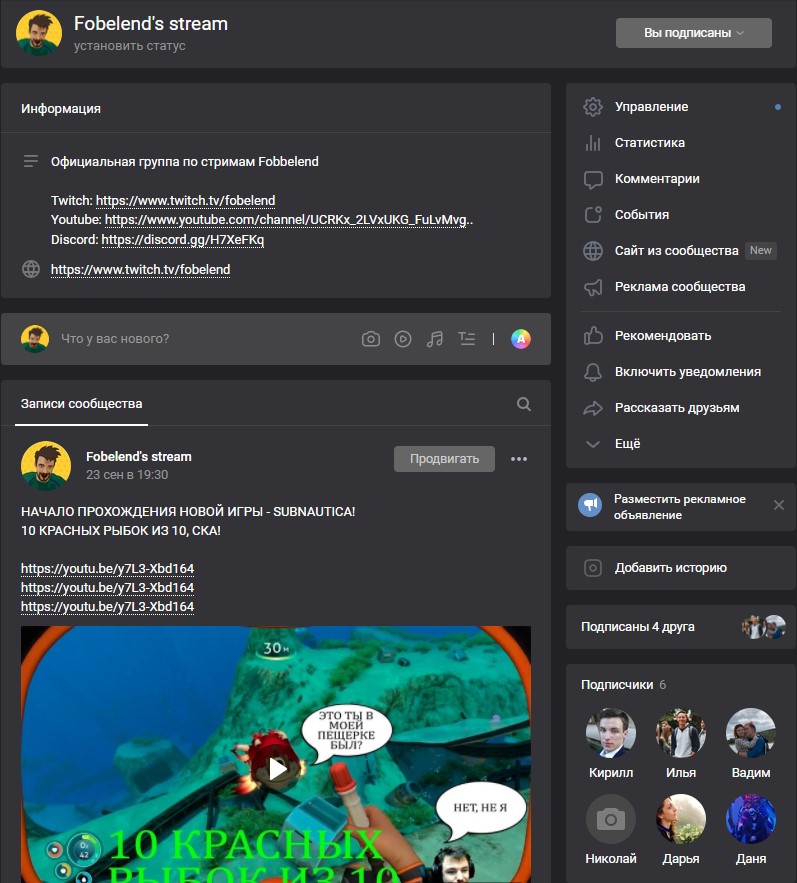 Fobelend's stream
установить статус
Вы подписаны
Информация
Официальная группа по стримам Fobbelend
Twitch: https://www.twitch.tv/fobelend
Youtube: https://www.youtube.com/channel/UCRKx_2LVxUKG_FuLvMvg..
Discord: https://discord.gg/H7XeFKq
https://www.twitch.tv/fobelend
Что у вас нового?
A
Записи сообщества
Fobelend's stream
23 сен в 19:30
Продвигать
НАЧАЛО ПРОХОЖДЕНИЯ НОВОЙ ИГРЫ - SUBNAUTICA!
10 КРАСНЫХ РЫБОК ИЗ 10, СКА!
https://youtu.be/y7L3-Xbd164
https://youtu.be/y7L3-Xbd164
https://youtu.be/y7L3-Xbd164
30м
ЭТО ТЫ В
МОЕЙ
ПЕЩЕРКЕ
БЫЛ?
НЕТ, НЕ Я
O₂
42
10 КРАСНЫХ
РЫБОК ИЗ 10
Управление
Статистика
Комментарии
События
Сайт из сообщества New
Реклама сообщества
Рекомендовать
Включить уведомления
Рассказать друзьям
Ещё
Разместить рекламное
объявление
Добавить историю
Подписаны 4 друга
Подписчики 6
Кирилл Илья Вадим
Николай Дарья Даня